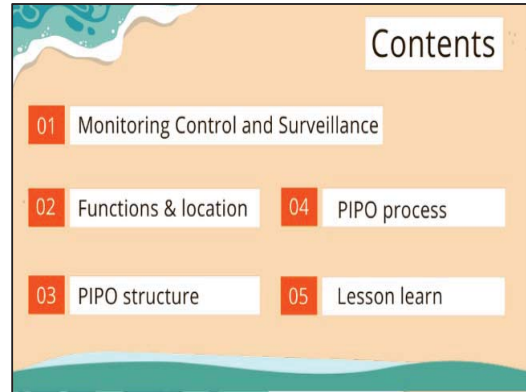 Contents
01 Monitoring Control and Surveillance
02 Functions & location
03 PIPO structure
04 PIPO process
05 Lesson learn